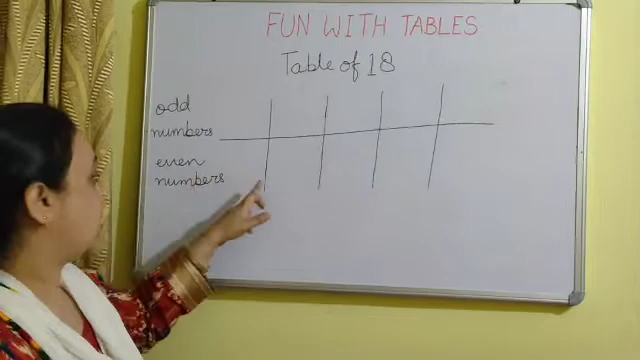 FUN WITH TABLES
Table of 18
odd
numbers
even
numbers